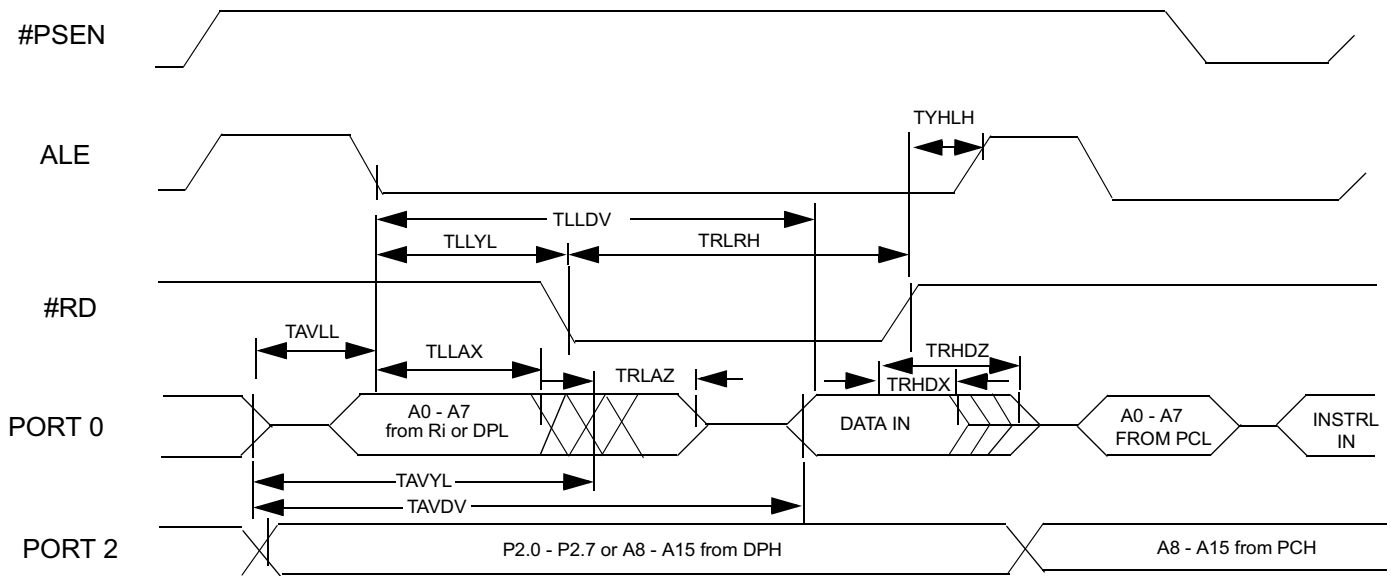 #PSEN
TYHLH
ALE
TLLDV
TLLYL
TRLRH
#RD
TAVLL
TLLAX
TRLAZ
TRHDZ
TRHDX
PORT 0
A0 - A7
from Ri or DPL
DATA IN
A0 - A7
FROM PCL
INSTRL
IN
TAVYL
TAVDV
PORT 2
P2.0 - P2.7 or A8 - A15 from DPH
A8 - A15 from PCH